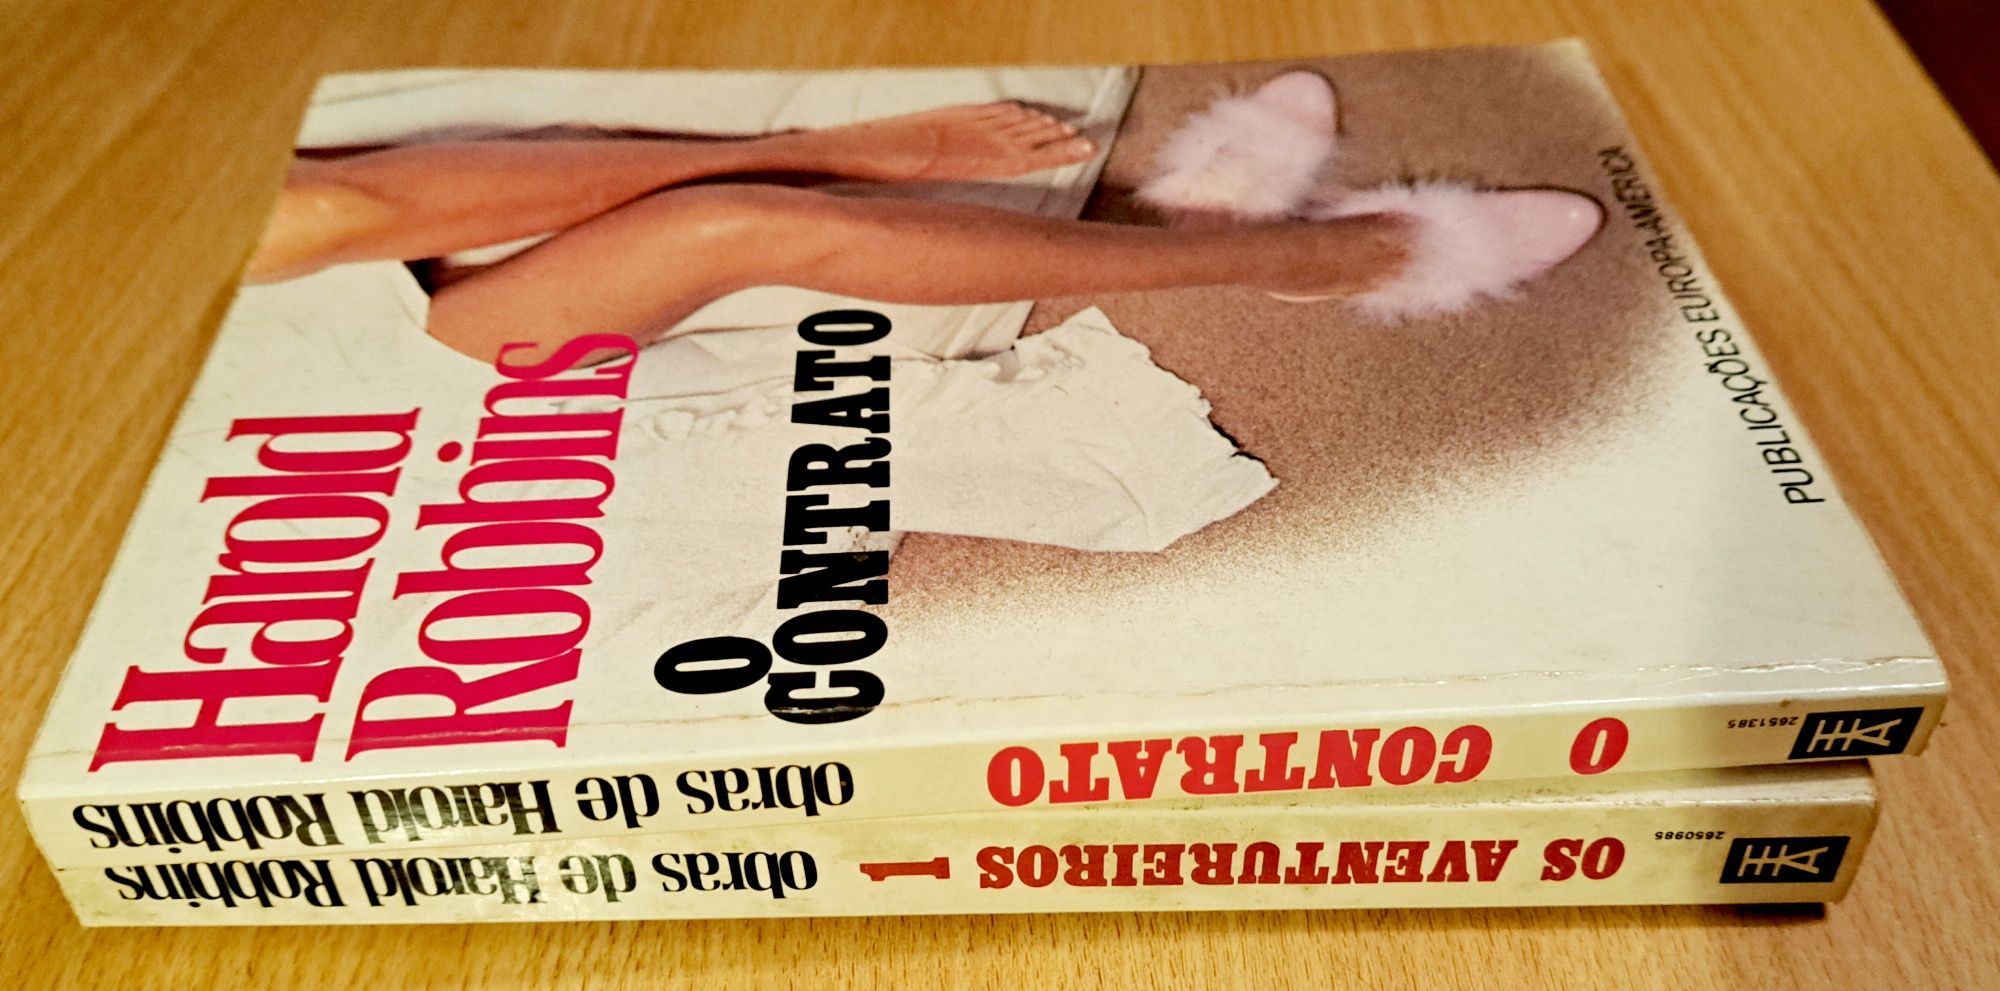 Harold
Robbins
O
CONTRATO
PUBLICAÇÕES EUROPA-AMERICA
obras de Harold Robbins
O CONTRATO
2651385
obras de Harold Robbins
OS AVENTUREIROS 1
2650985